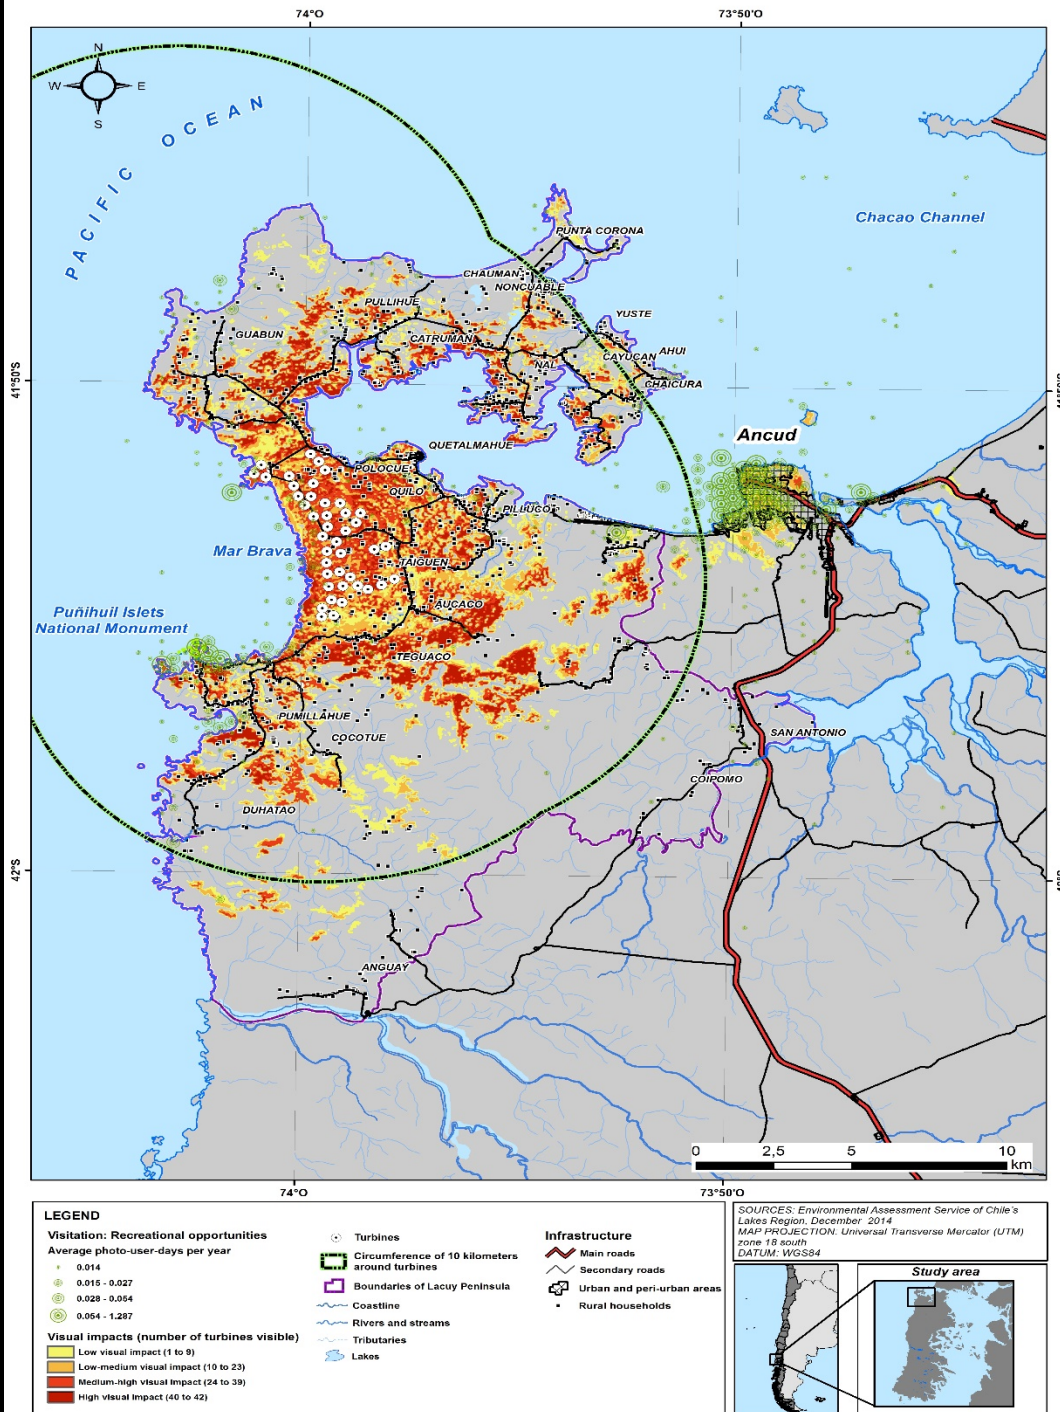 74°O
73°50'O
N
W
E
S
PACIFIC OCEAN
Chacao Channel
PUNTA CORONA
CHAUMAN
NONCUABLE
PULLIHUE
YUSTE
GUABUN
CATRUMAN
AHUI
CAYUCAN
NAL
CHAICURA
41°50'S
41°50'S
Ancud
QUETALMAHUE
POLOCUE
QUILO
PILLUCO
Mar Brava
TAIGUEN
Puñihuil Islets
National Monument
AUCACO
TEGUACO
PUMILLAHUE
COCOTUE
SAN ANTONIO
COIPOMO
DUHATAO
42°S
42°S
ANGUAY
0 2,5 5 10
km
74°O
73°50'O
LEGEND
Visitation: Recreational opportunities
Average photo-user-days per year
0.014
0.015 - 0.027
0.028 - 0.054
0.054 - 1.287
Visual impacts (number of turbines visible)
Low visual impact (1 to 9)
Low-medium visual impact (10 to 23)
Medium-high visual impact (24 to 39)
High visual impact (40 to 42)
Turbines
Circumference of 10 kilometers
around turbines
Boundaries of Lacuy Peninsula
Coastline
Rivers and streams
Tributaries
Lakes
Infrastructure
Main roads
Secondary roads
Urban and peri-urban areas
Rural households
SOURCES: Environmental Assessment Service of Chile's
Lakes Region, December 2014
MAP PROJECTION: Universal Transverse Mercator (UTM)
zone 18 south
DATUM: WGS84
Study area